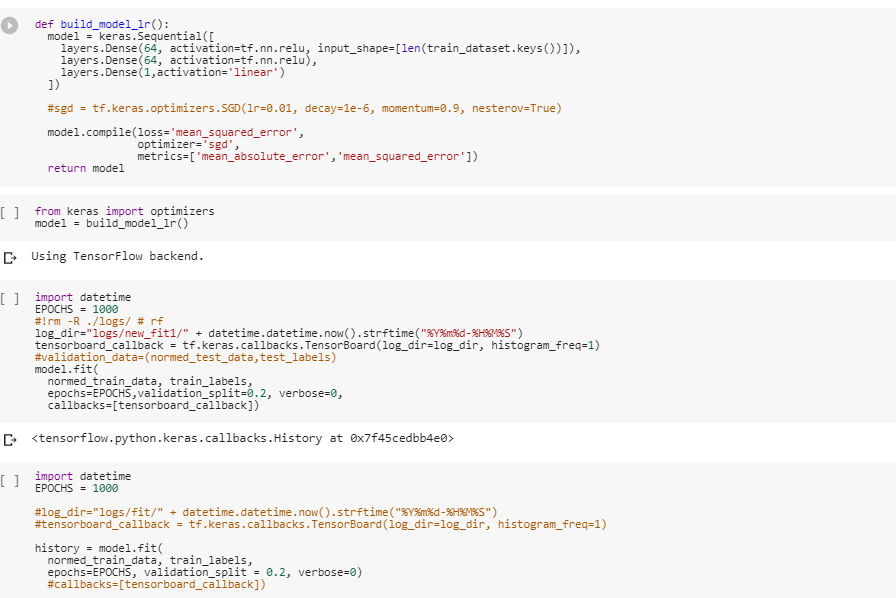 def build_model_lr():
  model = keras.Sequential([
    layers.Dense(64, activation=tf.nn.relu, input_shape=[len(train_dataset.keys())]),
    layers.Dense(64, activation=tf.nn.relu),
    layers.Dense(1,activation='linear')
  ])
  #sgd = tf.keras.optimizers.SGD(lr=0.01, decay=1e-6, momentum=0.9, nesterov=True)
  model.compile(loss='mean_squared_error',
                optimizer='sgd',
                metrics=['mean_absolute_error','mean_squared_error'])
  return model
[ ] from keras import optimizers
model = build_model_lr()
Using TensorFlow backend.
[ ] import datetime
EPOCHS = 1000
#!rm -R ./logs/ # rf
log_dir="logs/new_fit1/" + datetime.datetime.now().strftime("%Y%m%d-%H%M%S")
tensorboard_callback = tf.keras.callbacks.TensorBoard(log_dir=log_dir, histogram_freq=1)
#validation_data=(normed_test_data,test_labels)
model.fit(
  normed_train_data, train_labels,
  epochs=EPOCHS,validation_split=0.2, verbose=0,
  callbacks=[tensorboard_callback])
<tensorflow.python.keras.callbacks.History at 0x7f45cedbb4e0>
[ ] import datetime
EPOCHS = 1000
#log_dir="logs/fit/" + datetime.datetime.now().strftime("%Y%m%d-%H%M%S")
#tensorboard_callback = tf.keras.callbacks.TensorBoard(log_dir=log_dir, histogram_freq=1)
history = model.fit(
  normed_train_data, train_labels,
  epochs=EPOCHS, validation_split = 0.2, verbose=0)
  #callbacks=[tensorboard_callback])